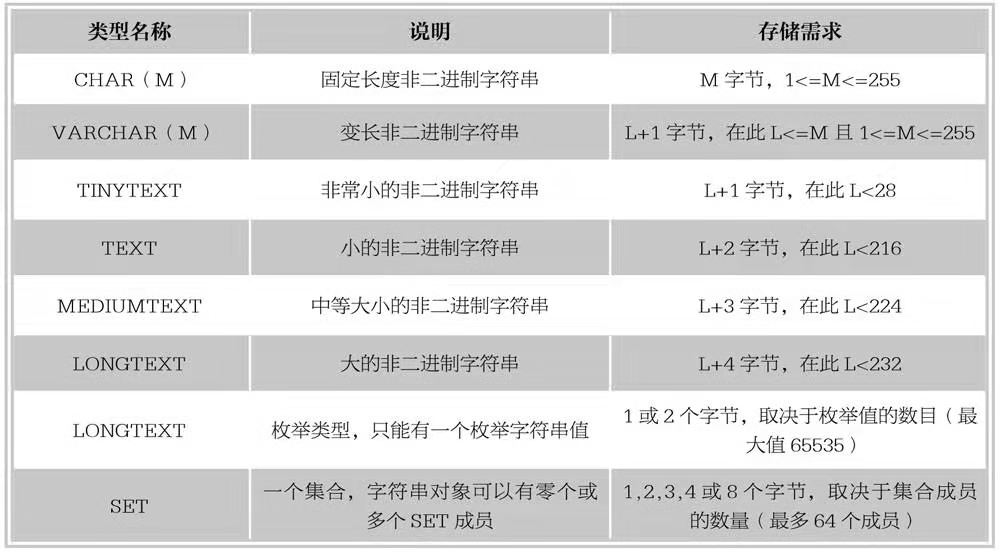 类型名称 说明 存储需求
CHAR（M） 固定长度非二进制字符串 M 字节，1<=M<=255
VARCHAR（M） 变长非二进制字符串 L+1 字节，在此 L<=M 且 1<=M<=255
TINYTEXT 非常小的非二进制字符串 L+1 字节，在此 L<28
TEXT 小的非二进制字符串 L+2 字节，在此 L<216
MEDIUMTEXT 中等大小的非二进制字符串 L+3 字节，在此 L<224
LONGTEXT 大的非二进制字符串 L+4 字节，在此 L<232
LONGTEXT 枚举类型，只能有一个枚举字符串值 1 或 2 个字节，取决于枚举值的数目（最
大值 65535）
SET 一个集合，字符串对象可以有零个或
多个 SET 成员
1,2,3,4 或 8 个字节，取决于集合成员
的数量（最多 64 个成员）